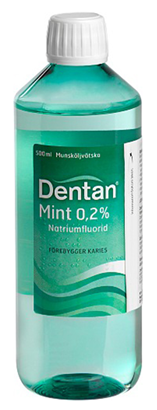 500ml Munsköljvätska
Dentan®
Mint 0,2%
Natriumfluorid
FÖREBYGGER KARIES